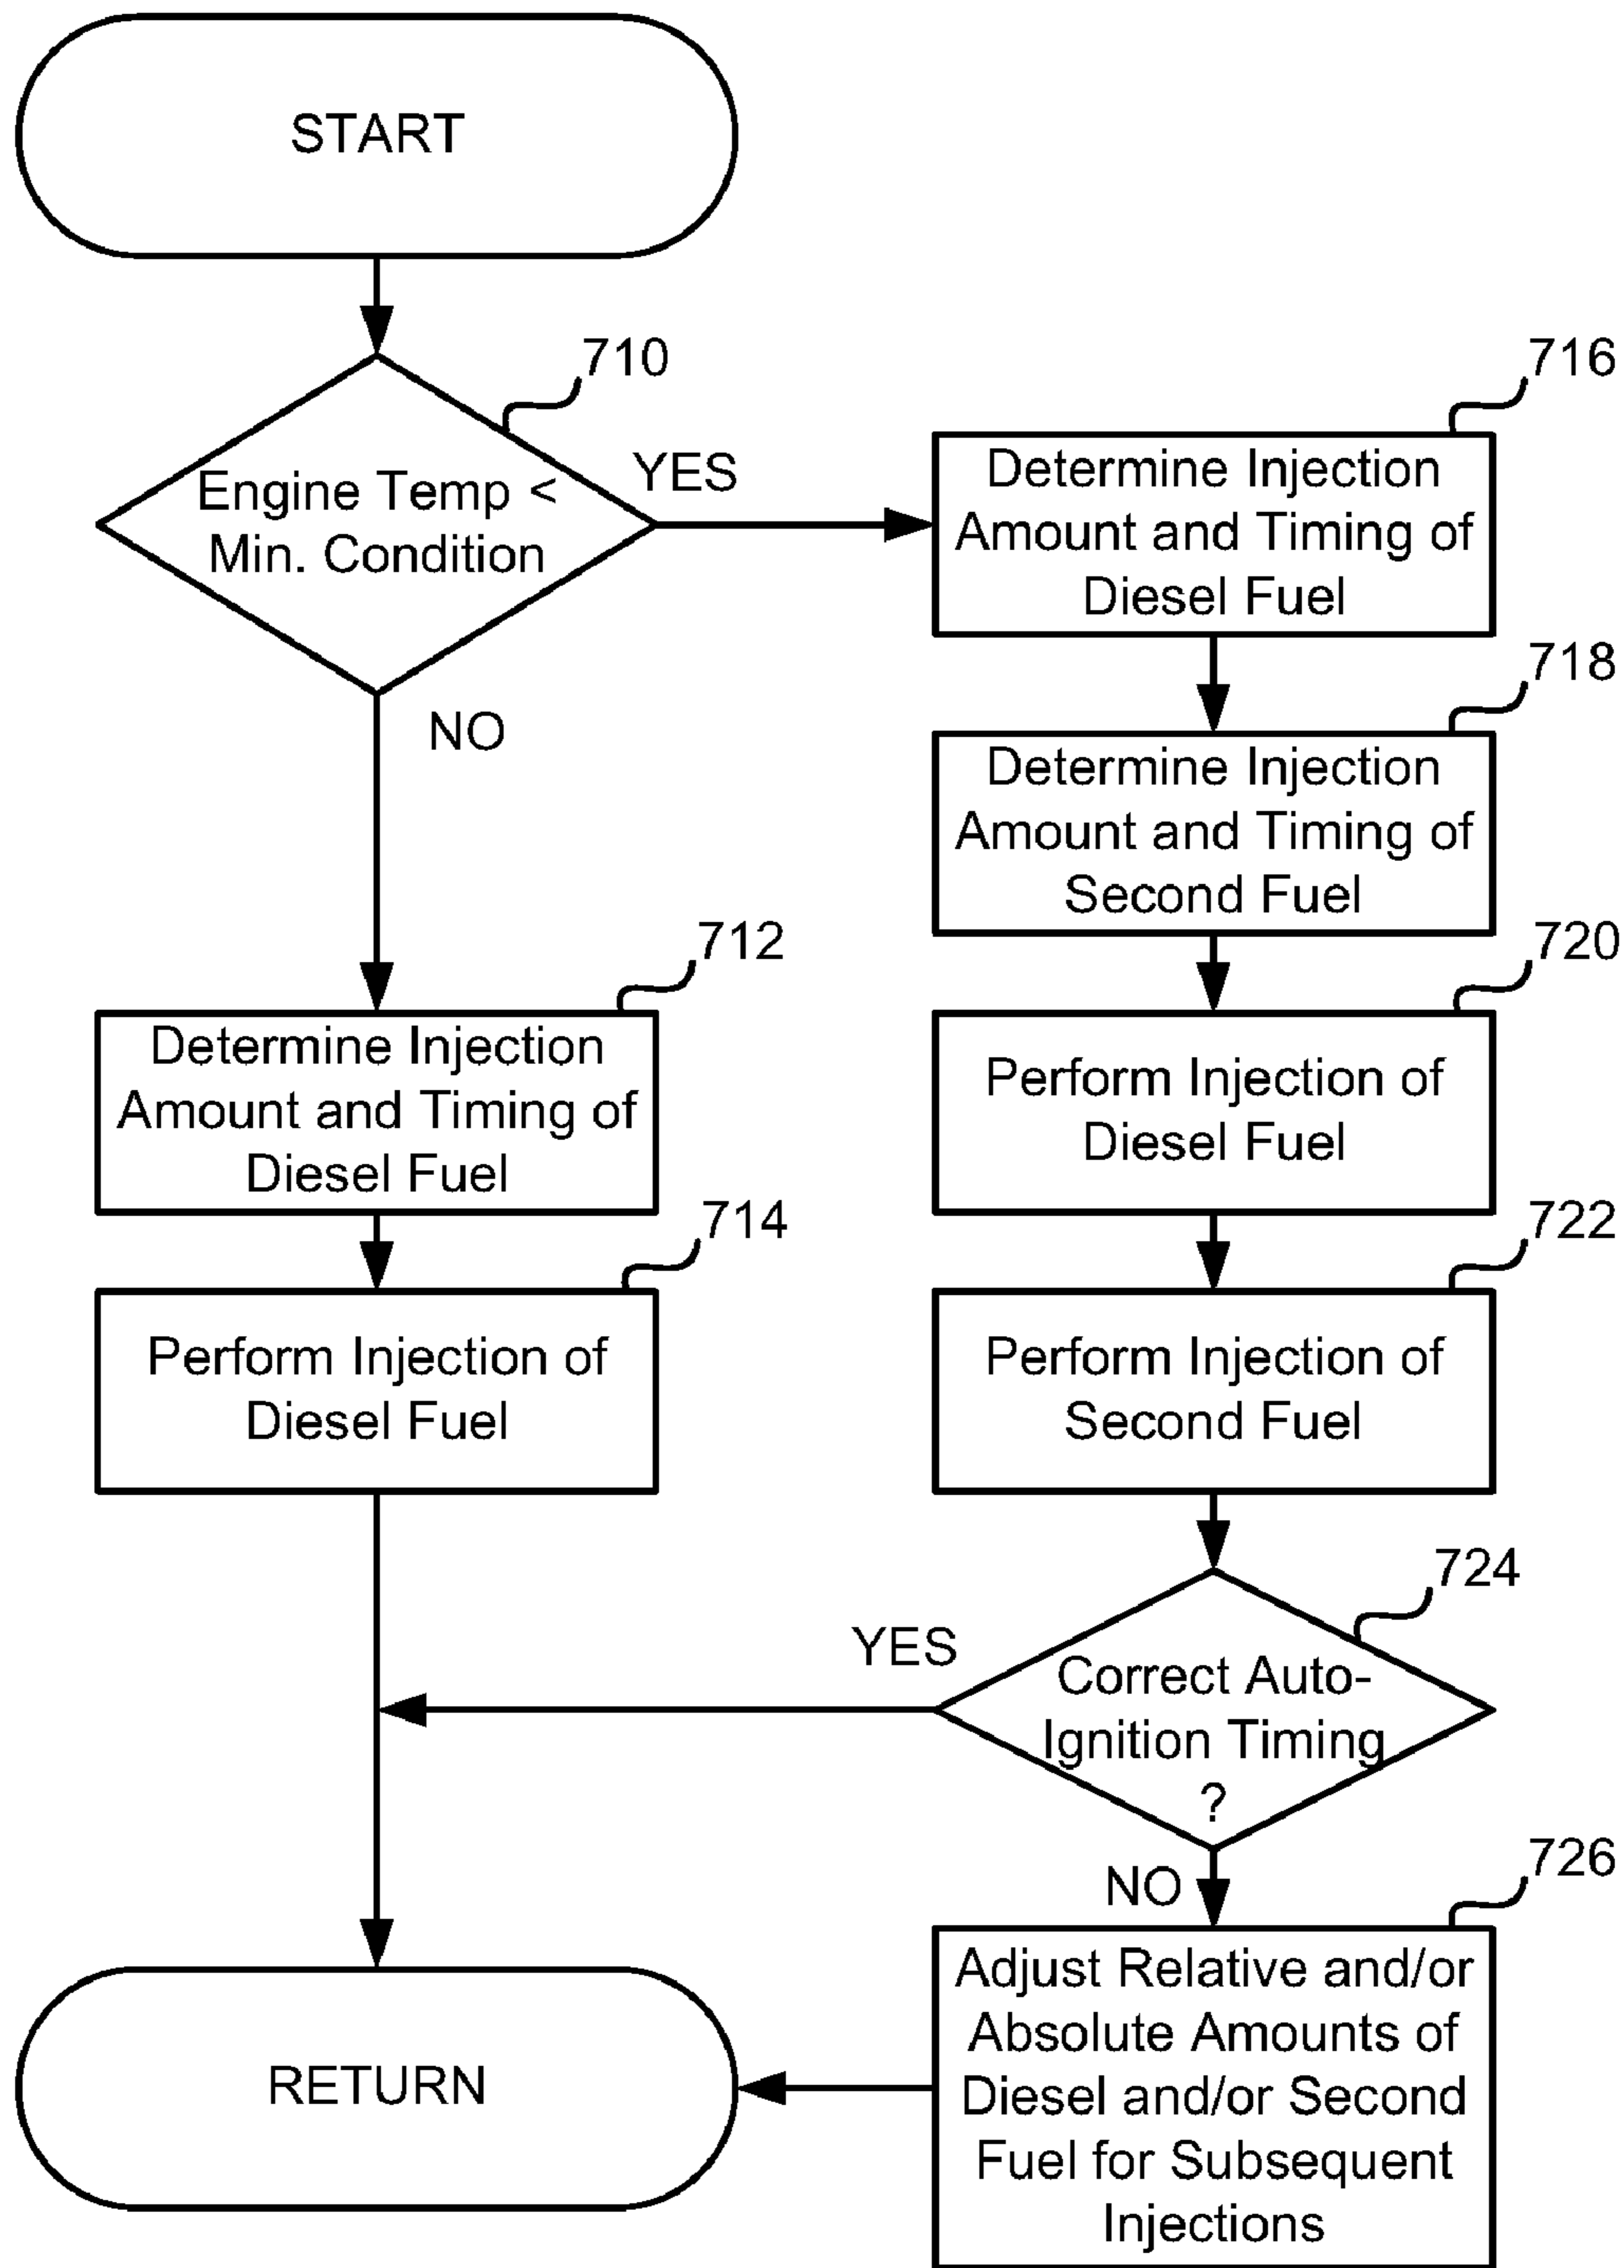 START
710
Engine Temp <
Min. Condition
YES
NO
716
Determine Injection
Amount and Timing of
Diesel Fuel
718
Determine Injection
Amount and Timing of
Second Fuel
712
Determine Injection
Amount and Timing of
Diesel Fuel
720
Perform Injection of
Diesel Fuel
714
Perform Injection of
Diesel Fuel
722
Perform Injection of
Second Fuel
724
YES
Correct Auto-
Ignition Timing
?
NO
726
Adjust Relative and/or
Absolute Amounts of
Diesel and/or Second
Fuel for Subsequent
Injections
RETURN